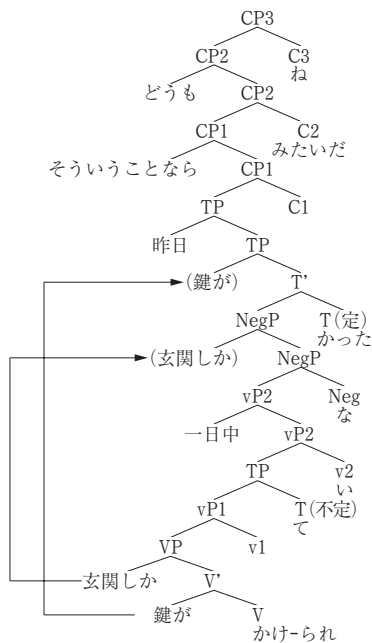 CP3
CP2 C3
ね
どうも CP2
CP1 C2
みたいだ
そういうことなら CP1
TP C1
昨日 TP
(鍵が) T'
NegP T(定)
かった
(玄関しか) NegP
vP2 Neg
な
一日中 vP2
TP v2
い
vP1 T(不定)
て
VP v1
玄関しか V'
鍵が V
かけ-られ